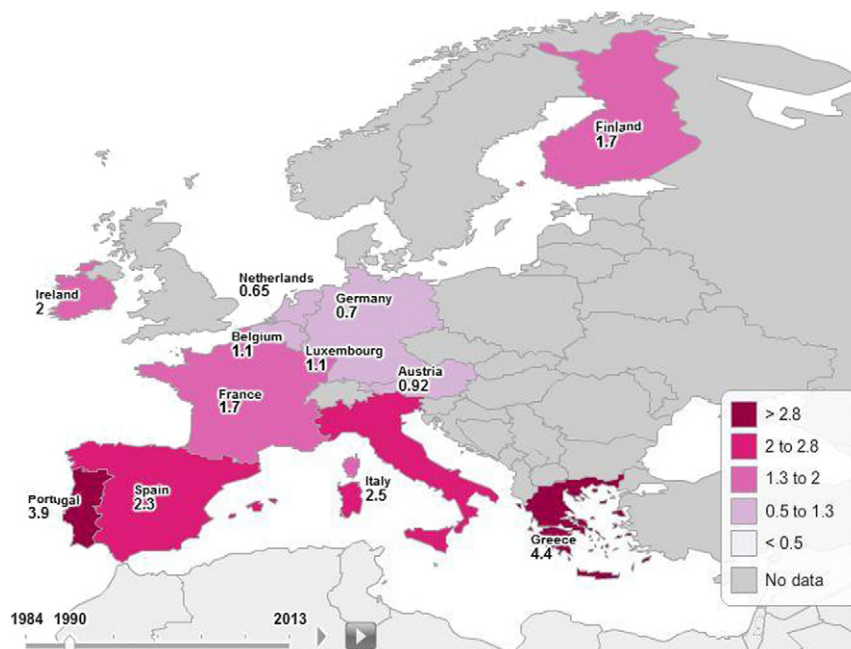 Finland
1.7
Netherlands
0.65
Ireland
2
Germany
0.7
Belgium
1.1
Luxembourg
1.1
Austria
0.92
France
1.7
Portugal
3.9
Spain
2.3
Italy
2.5
Greece
4.4
> 2.8
2 to 2.8
1.3 to 2
0.5 to 1.3
< 0.5
No data
1984 1990 2013